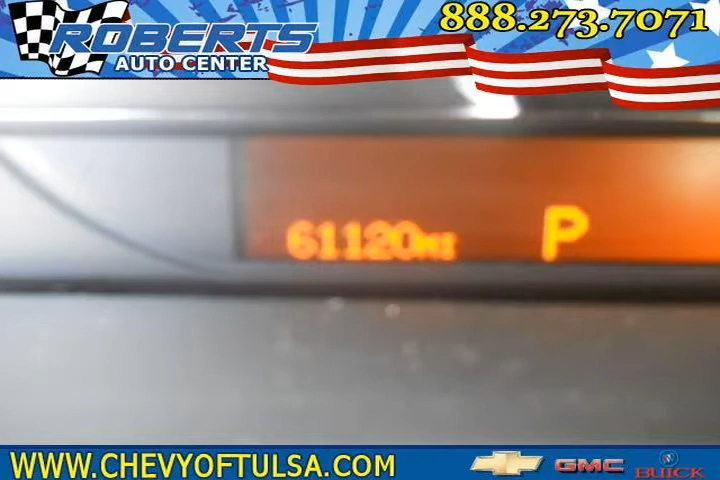 ROBERTS
AUTO CENTER
888.273.7071
61120MI P
WWW.CHEVYOFTULSA.COM
GMC
BUICK